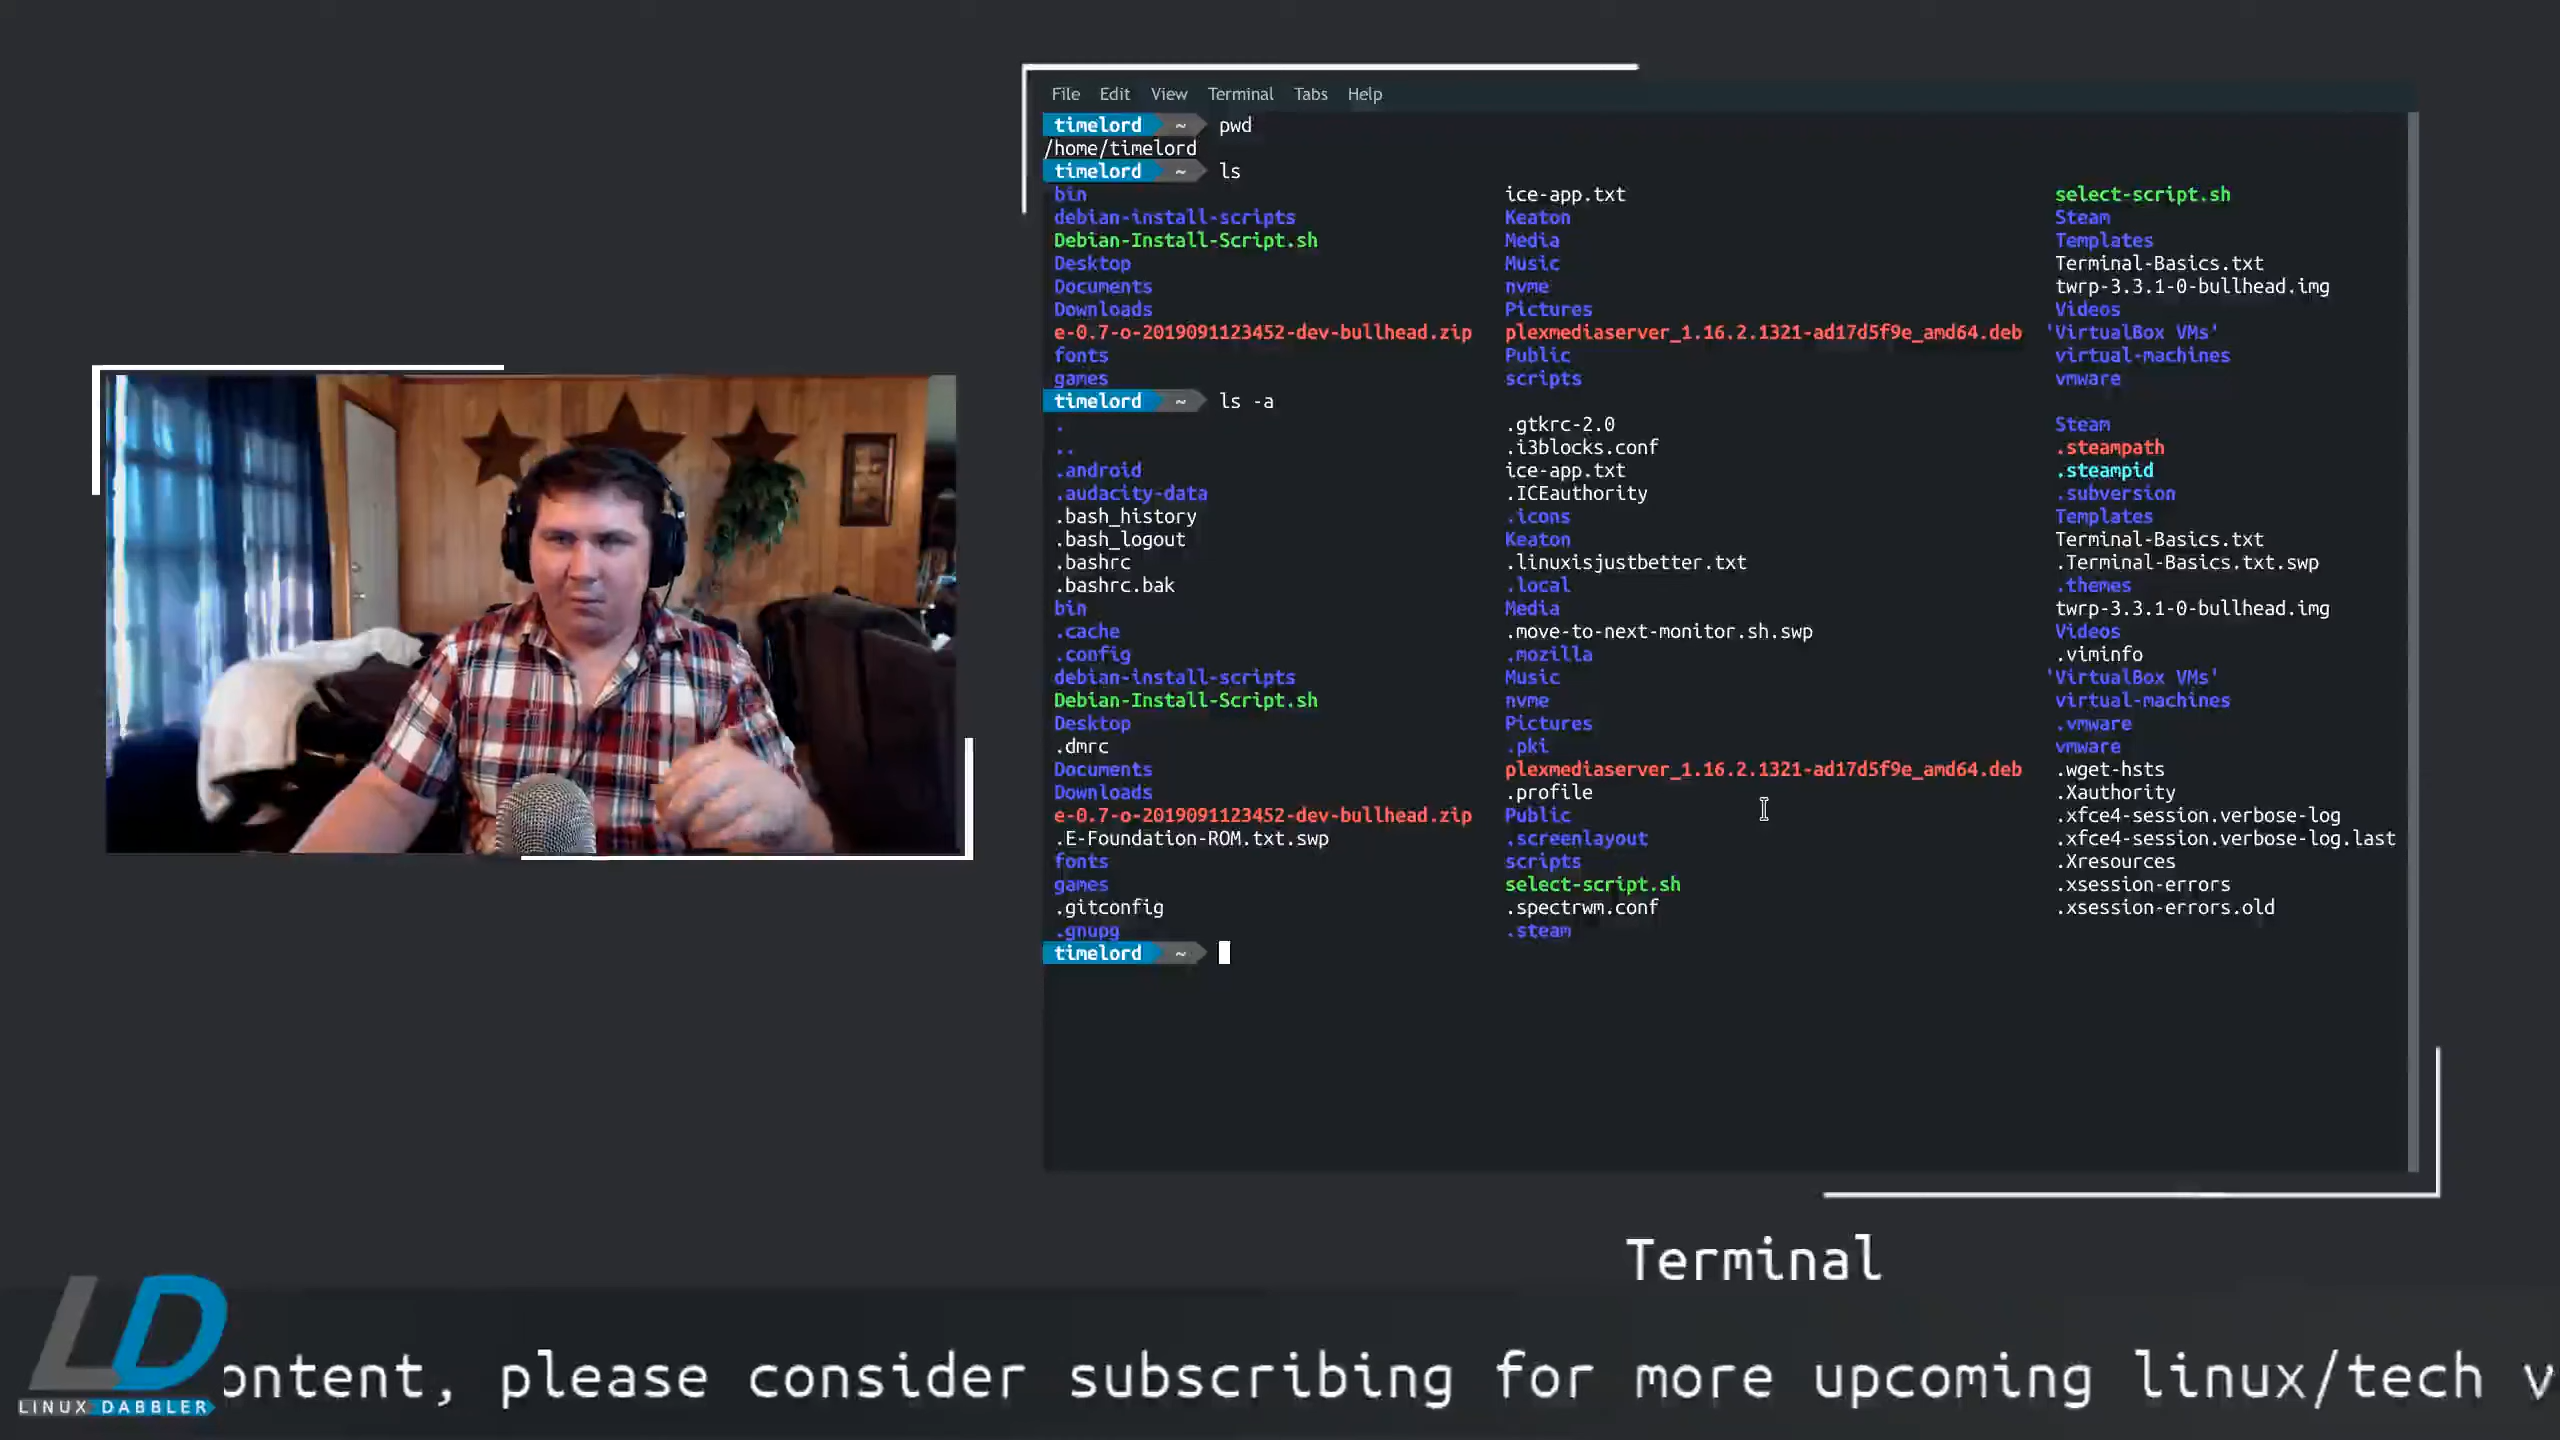 File Edit View Terminal Tabs Help
timelord ~ pwd
/home/timelord
timelord ~ ls
bin ice-app.txt select-script.sh
debian-install-scripts Keaton Steam
Debian-Install-Script.sh Media Templates
Desktop Music Terminal-Basics.txt
Documents nvme twrp-3.3.1-0-bullhead.img
Downloads Pictures Videos
e-0.7-o-2019091123452-dev-bullhead.zip plexmediaserver_1.16.2.1321-ad17d5f9e_amd64.deb 'VirtualBox VMs'
fonts Public virtual-machines
games scripts vmware
timelord ~ ls -a
. .gtkrc-2.0 Steam
.. .i3blocks.conf .steampath
.android ice-app.txt .steampid
.audacity-data .ICEauthority .subversion
.bash_history .icons Templates
.bash_logout Keaton Terminal-Basics.txt
.bashrc .linuxisjustbetter.txt .Terminal-Basics.txt.swp
.bashrc.bak .local .themes
bin Media twrp-3.3.1-0-bullhead.img
.cache .move-to-next-monitor.sh.swp Videos
.config .mozilla .viminfo
debian-install-scripts Music 'VirtualBox VMs'
Debian-Install-Script.sh nvme virtual-machines
Desktop Pictures .vmware
.dmrc .pki vmware
Documents plexmediaserver_1.16.2.1321-ad17d5f9e_amd64.deb .wget-hsts
Downloads .profile .Xauthority
e-0.7-o-2019091123452-dev-bullhead.zip Public .xfce4-session.verbose-log
.E-Foundation-ROM.txt.swp .screenlayout .xfce4-session.verbose-log.last
fonts scripts .Xresources
games select-script.sh .xsession-errors
.gitconfig .spectrwm.conf .xsession-errors.old
.gnupg .steam
timelord ~
Terminal
LD
LINUX DABBLER
ontent, please consider subscribing for more upcoming linux/tech v